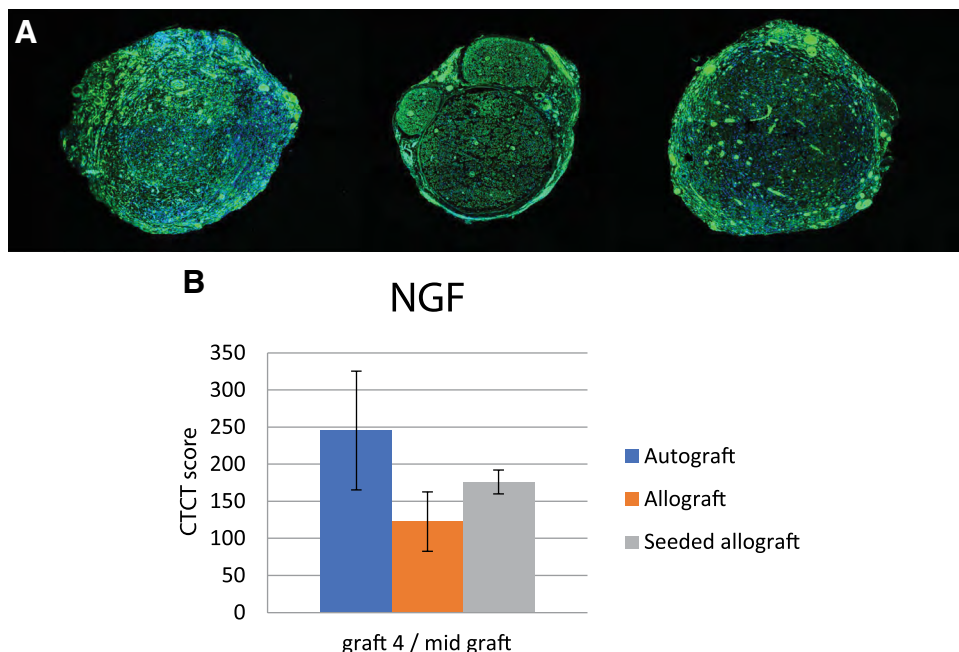 A
B
NGF
350
300
250
200
150
100
50
0
CTCT score
graft 4 / mid graft
Autograft
Allograft
Seeded allograft